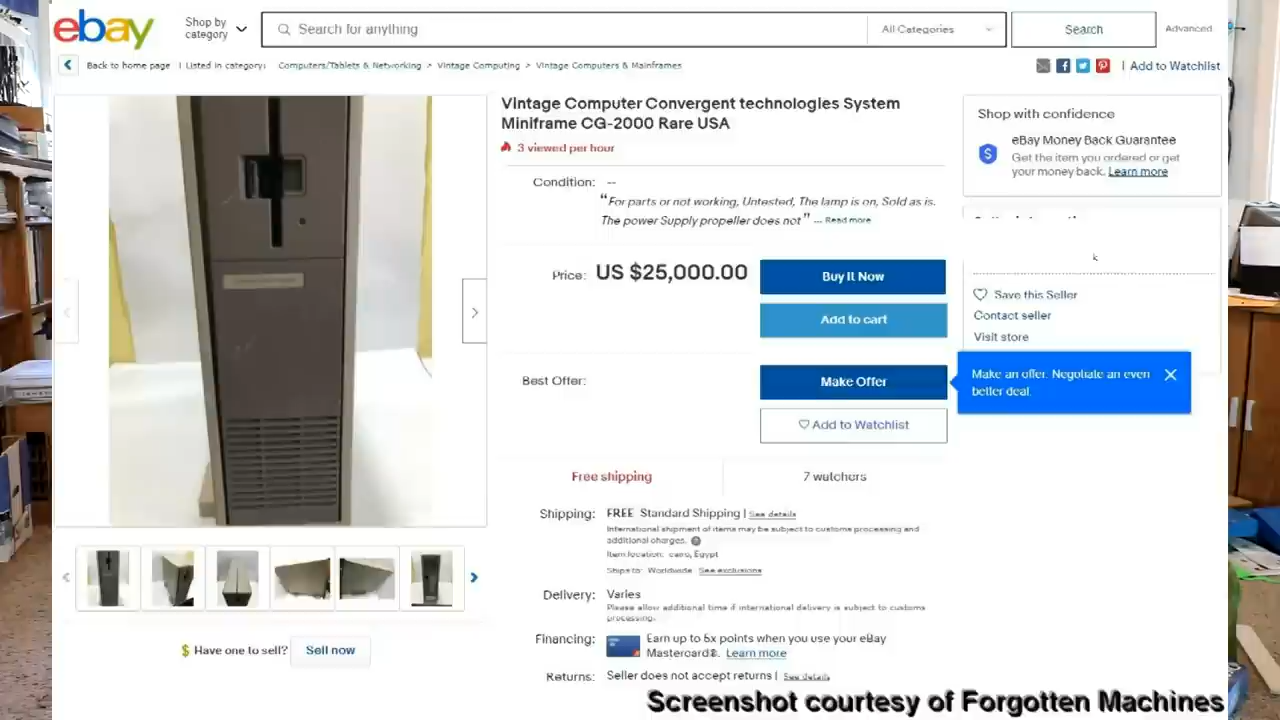 ebay
Shop by
category
Search for anything
All Categories
Search
Advanced
Back to home page | Listed in category:
Computers/Tablets & Networking > Vintage Computing > Vintage Computers & Mainframes
| Add to Watchlist
Vintage Computer Convergent technologies System
Miniframe CG-2000 Rare USA
3 viewed per hour
Condition: --
“For parts or not working, Untested, The lamp is on, Sold as is.
The power Supply propeller does not” ... Read more
Price: US $25,000.00
Buy It Now
Add to cart
Best Offer:
Make Offer
Add to Watchlist
Free shipping
7 watchers
Shipping: FREE Standard Shipping | See details
International shipment of items may be subject to customs processing and
additional charges.
Item location: cairo, Egypt
Ships to: Worldwide See exclusions
Delivery: Varies
Please allow additional time if international delivery is subject to customs
processing.
Financing: Earn up to 5x points when you use your eBay
Mastercard®. Learn more
Returns: Seller does not accept returns | See details
Shop with confidence
eBay Money Back Guarantee
Get the item you ordered or get
your money back. Learn more
Save this Seller
Contact seller
Visit store
Make an offer. Negotiate an even
better deal.
Have one to sell? Sell now
Screenshot courtesy of Forgotten Machines